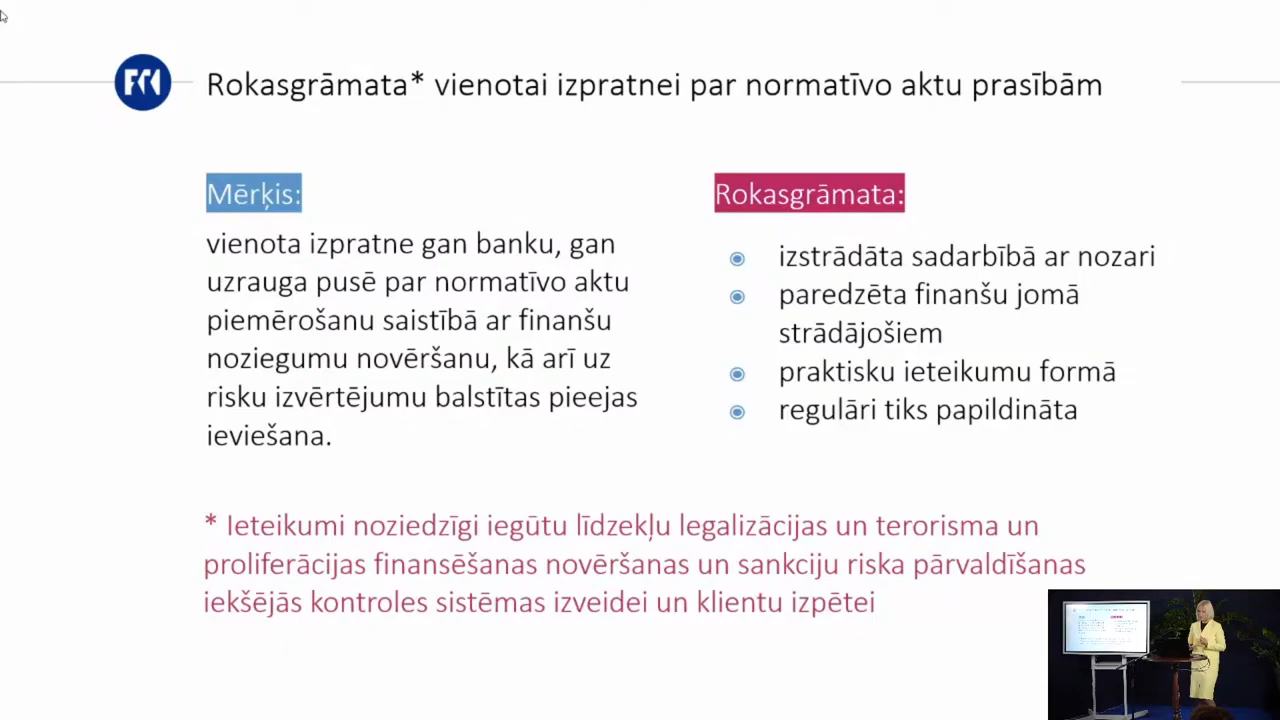 Rokasgrāmata* vienotai izpratnei par normatīvo aktu prasībām
Mērķis:
vienota izpratne gan banku, gan
uzrauga pusē par normatīvo aktu
piemērošanu saistībā ar finanšu
noziegumu novēršanu, kā arī uz
risku izvērtējumu balstītas pieejas
ieviešana.
Rokasgrāmata:
izstrādāta sadarbībā ar nozari
paredzēta finanšu jomā
strādājošiem
praktisku ieteikumu formā
regulāri tiks papildināta
* Ieteikumi noziedzīgi iegūtu līdzekļu legalizācijas un terorisma un
proliferācijas finansēšanas novēršanas un sankciju riska pārvaldīšanas
iekšējās kontroles sistēmas izveidei un klientu izpētei